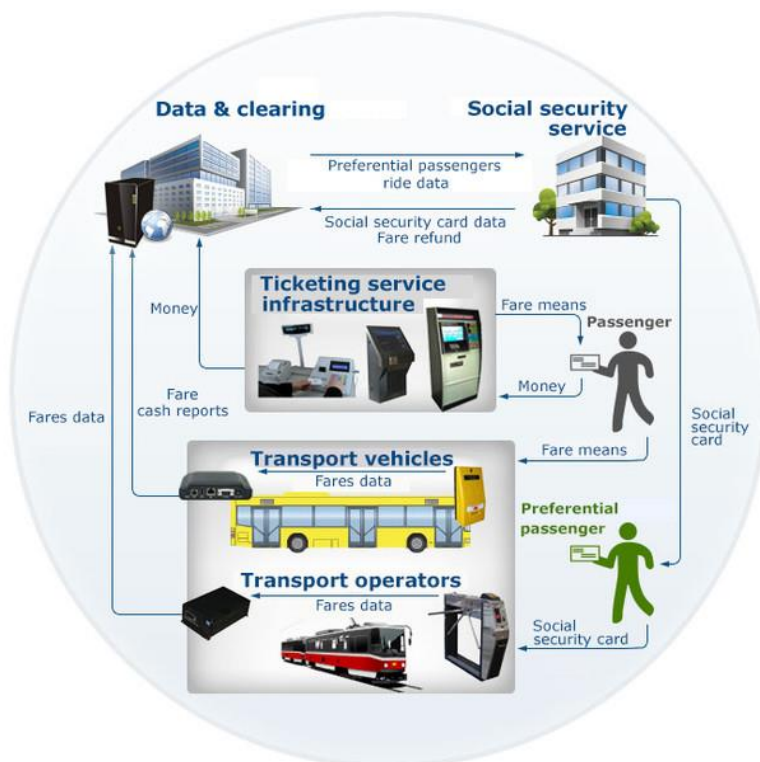 Data & clearing
Social security
service
Preferential passengers
ride data
Social security card data
Fare refund
Ticketing service
infrastructure
Money
Fare means
Passenger
Money
Fare
cash reports
Fares data
Social
security
card
Transport vehicles
Fares data
Fare means
Preferential
passenger
Transport operators
Fares data
Social
security card